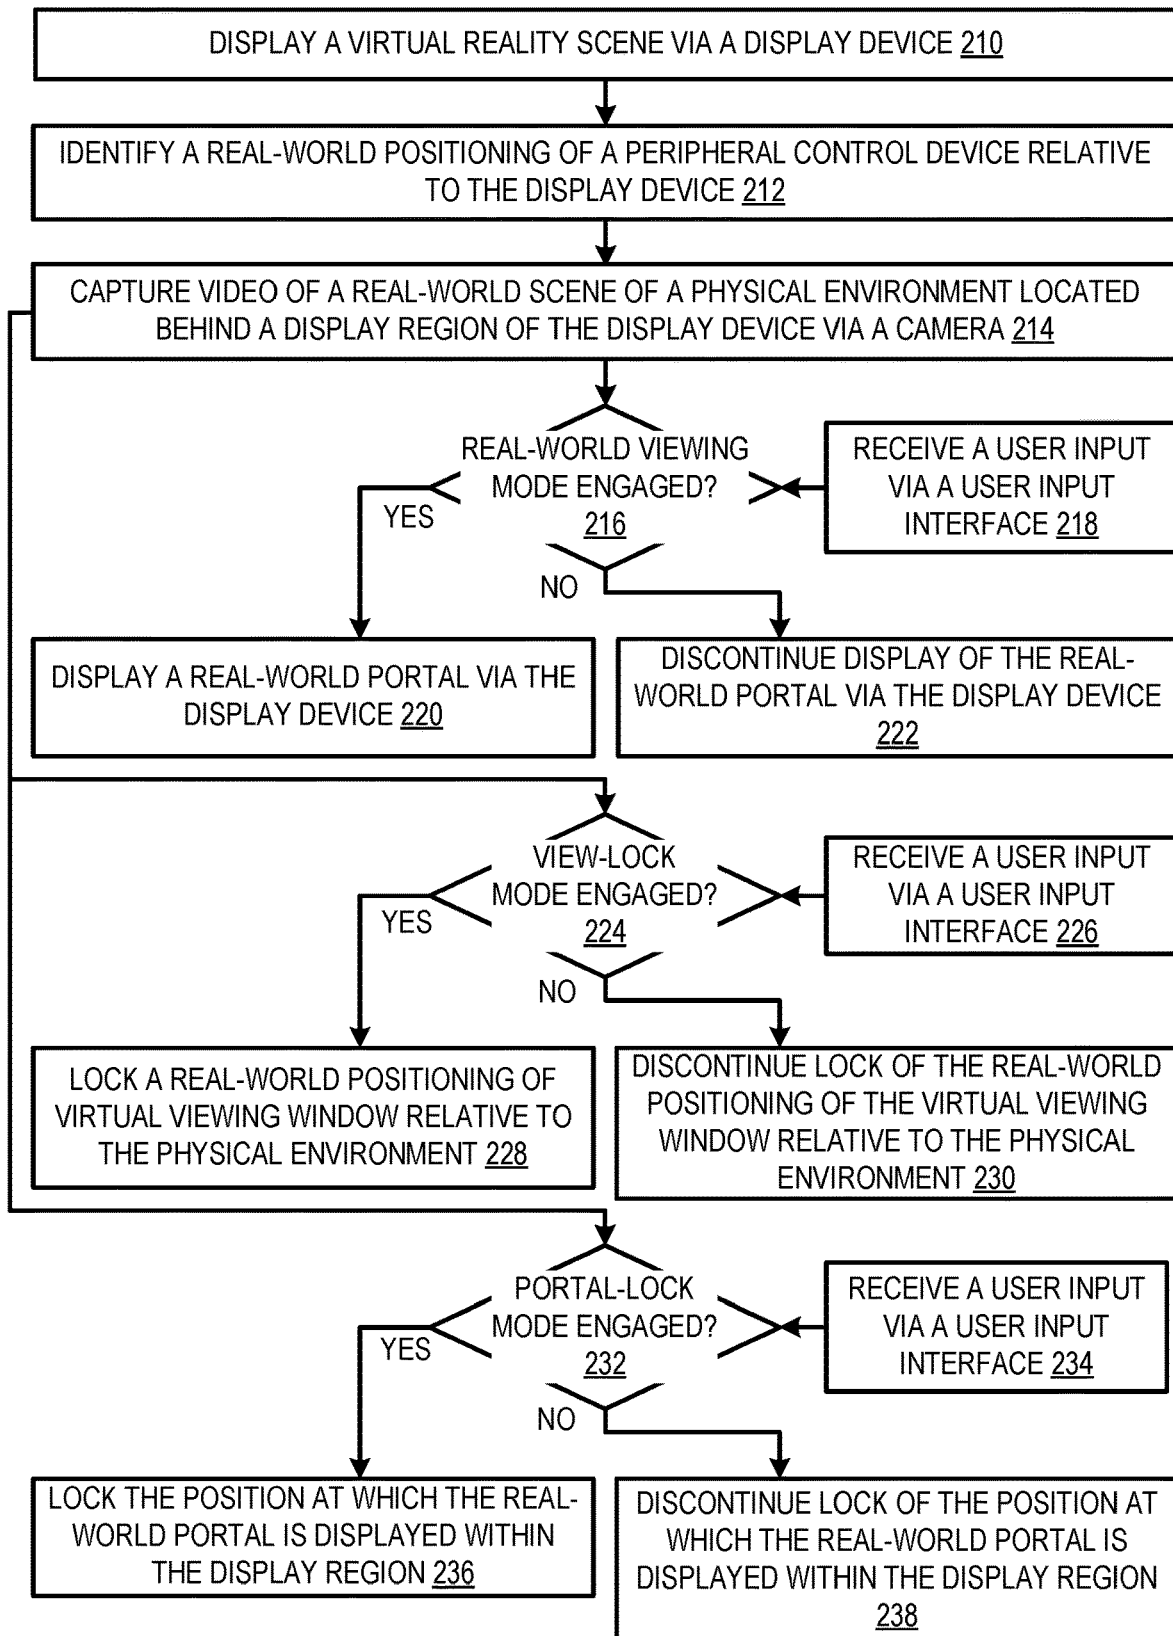 DISPLAY A VIRTUAL REALITY SCENE VIA A DISPLAY DEVICE 210
IDENTIFY A REAL-WORLD POSITIONING OF A PERIPHERAL CONTROL DEVICE RELATIVE
TO THE DISPLAY DEVICE 212
CAPTURE VIDEO OF A REAL-WORLD SCENE OF A PHYSICAL ENVIRONMENT LOCATED
BEHIND A DISPLAY REGION OF THE DISPLAY DEVICE VIA A CAMERA 214
REAL-WORLD VIEWING
MODE ENGAGED?
216
RECEIVE A USER INPUT
VIA A USER INPUT
INTERFACE 218
YES
NO
DISPLAY A REAL-WORLD PORTAL VIA THE
DISPLAY DEVICE 220
DISCONTINUE DISPLAY OF THE REAL-
WORLD PORTAL VIA THE DISPLAY DEVICE
222
VIEW-LOCK
MODE ENGAGED?
224
RECEIVE A USER INPUT
VIA A USER INPUT
INTERFACE 226
YES
NO
LOCK A REAL-WORLD POSITIONING OF
VIRTUAL VIEWING WINDOW RELATIVE TO
THE PHYSICAL ENVIRONMENT 228
DISCONTINUE LOCK OF THE REAL-WORLD
POSITIONING OF THE VIRTUAL VIEWING
WINDOW RELATIVE TO THE PHYSICAL
ENVIRONMENT 230
PORTAL-LOCK
MODE ENGAGED?
232
RECEIVE A USER INPUT
VIA A USER INPUT
INTERFACE 234
YES
NO
LOCK THE POSITION AT WHICH THE REAL-
WORLD PORTAL IS DISPLAYED WITHIN
THE DISPLAY REGION 236
DISCONTINUE LOCK OF THE POSITION AT
WHICH THE REAL-WORLD PORTAL IS
DISPLAYED WITHIN THE DISPLAY REGION
238